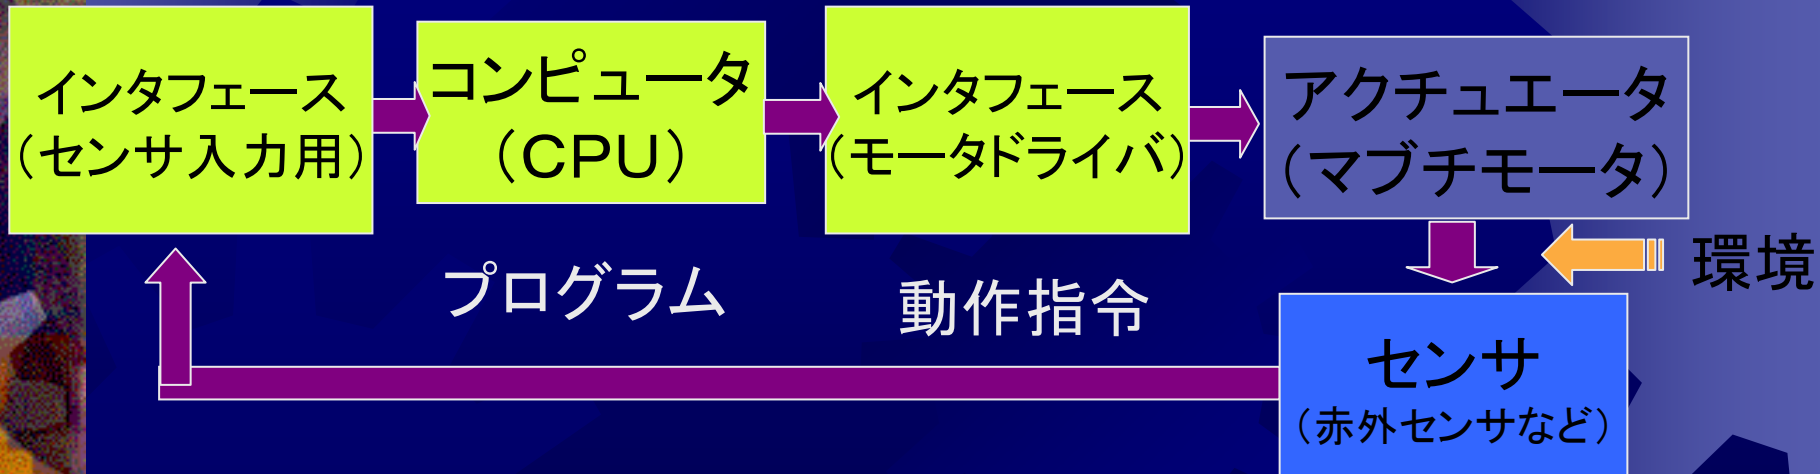 インタフェース
（センサ入力用）
コンピュータ
（CPU）
インタフェース
（モータドライバ）
アクチュエータ
（マブチモータ）
プログラム
動作指令
環境
センサ
（赤外センサなど）